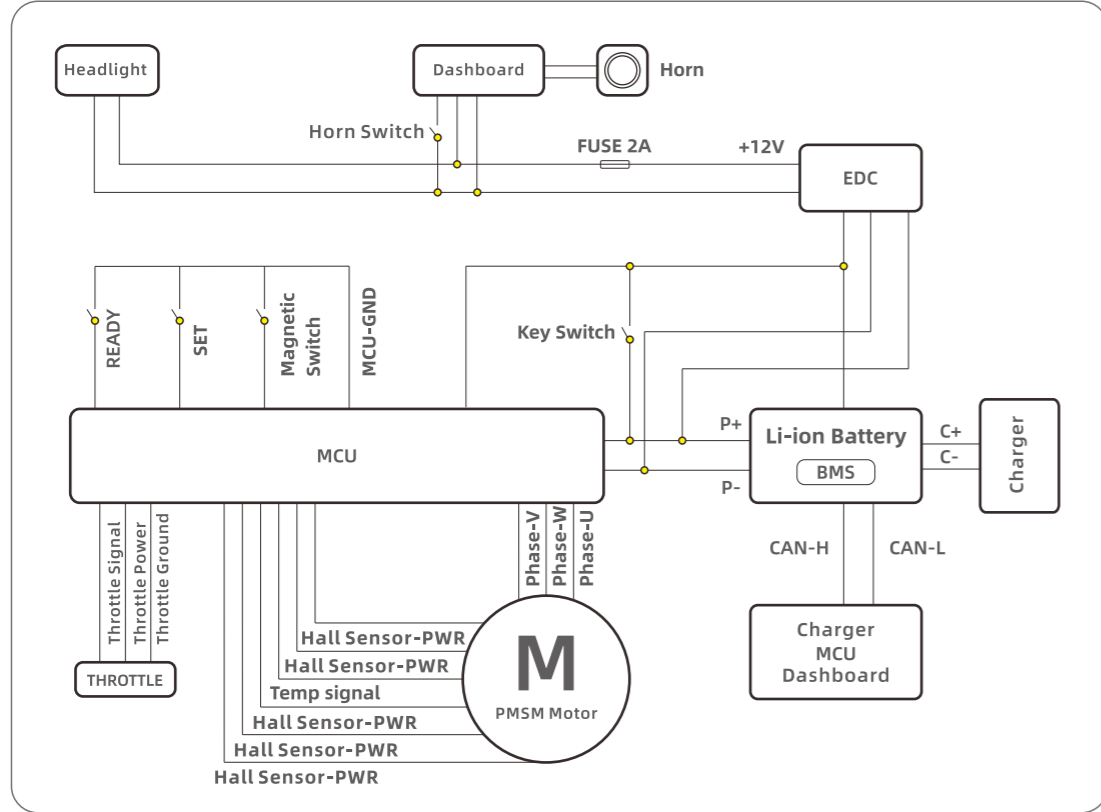 Headlight
Dashboard
Horn
Horn Switch
FUSE 2A
+12V
EDC
READY
SET
Magnetic
Switch
MCU-GND
Key Switch
MCU
P+
P-
Li-ion Battery
BMS
C+
C-
Charger
Throttle Signal
Throttle Power
Throttle Ground
THROTTLE
Phase-V
Phase-W
Phase-U
CAN-H
CAN-L
Hall Sensor-PWR
Hall Sensor-PWR
Temp signal
Hall Sensor-PWR
Hall Sensor-PWR
Hall Sensor-PWR
M
PMSM Motor
Charger
MCU
Dashboard